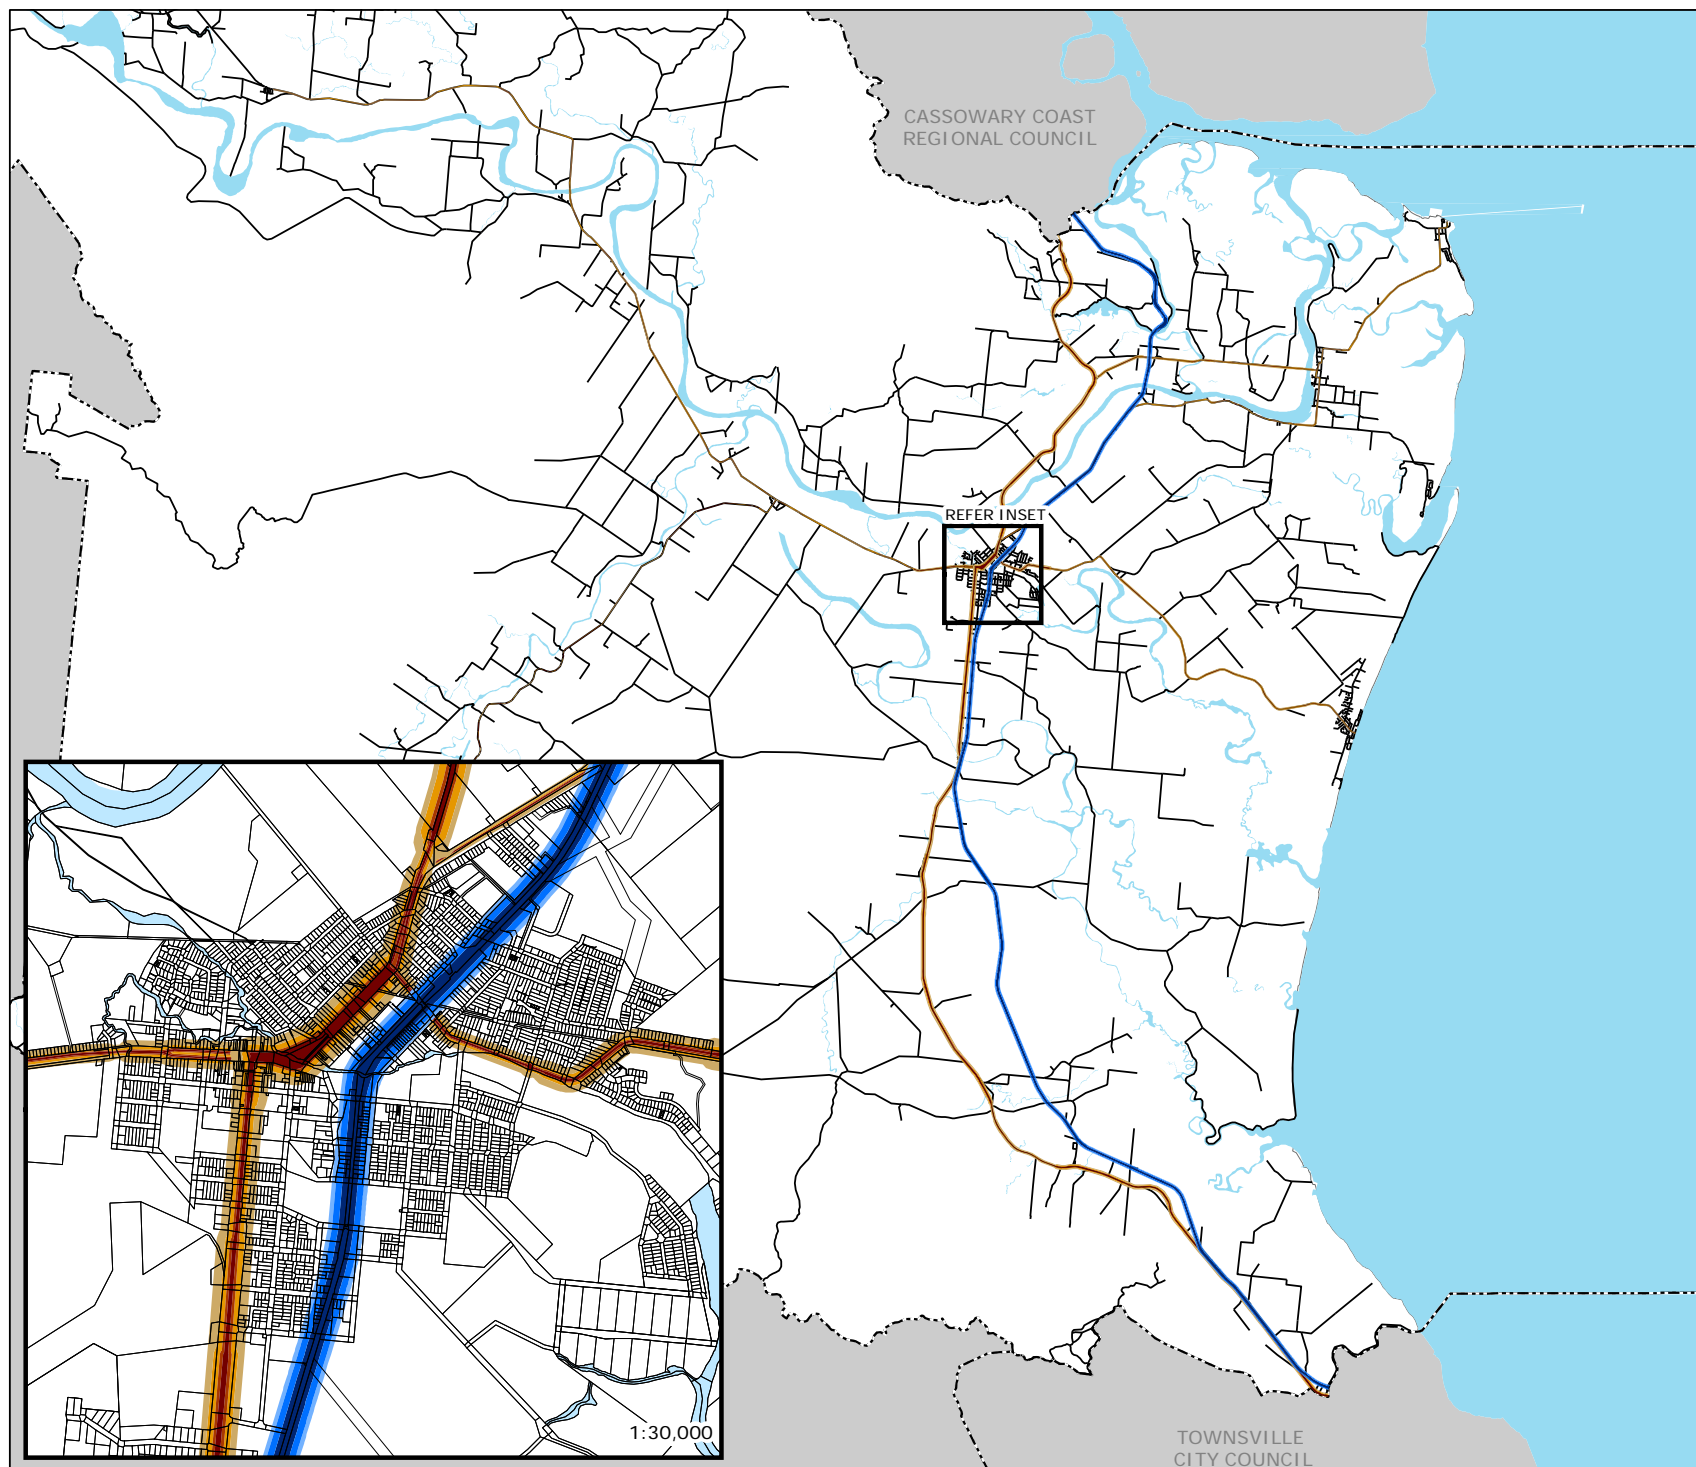 CASSOWARY COAST
REGIONAL COUNCIL
REFER INSET
1:30,000
TOWNSVILLE
CITY COUNCIL